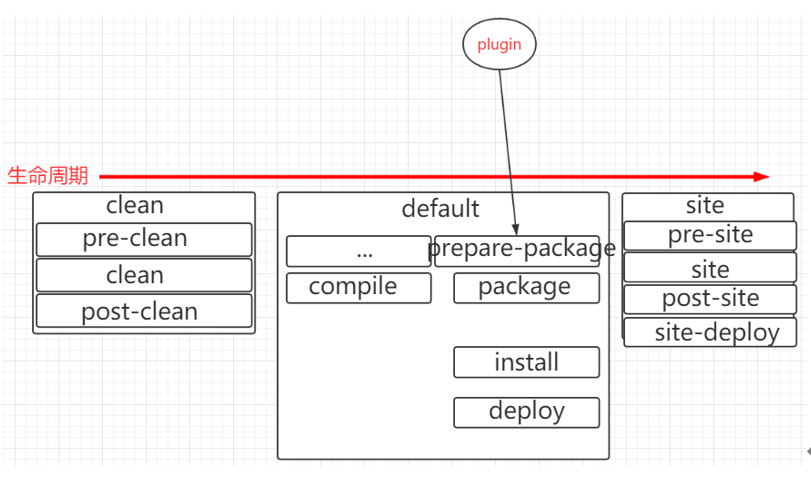 plugin
生命周期
clean
pre-clean
clean
post-clean
default
...
prepare-package
compile
package
install
deploy
site
pre-site
site
post-site
site-deploy